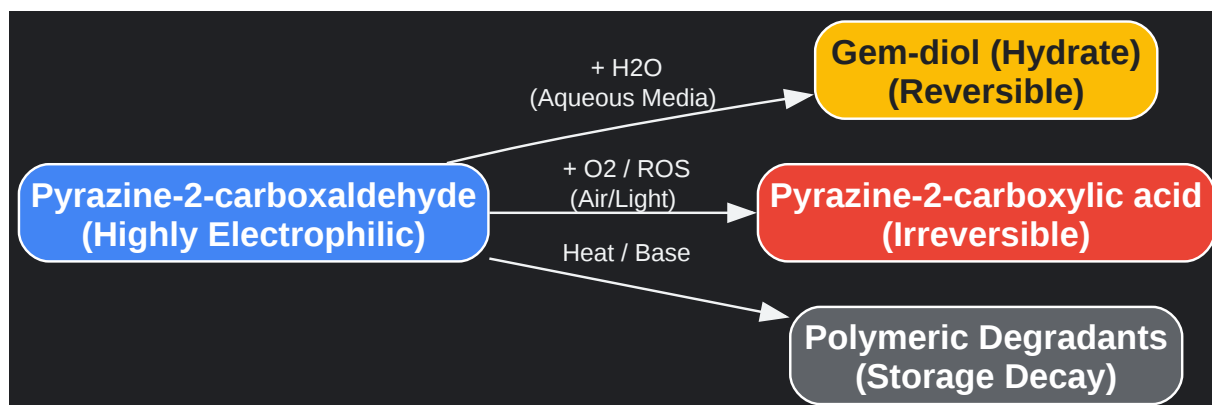 + H2O
(Aqueous Media)
Gem-diol (Hydrate)
(Reversible)
Pyrazine-2-carboxaldehyde
(Highly Electrophilic)
+ O2 / ROS
(Air/Light)
Pyrazine-2-carboxylic acid
(Irreversible)
Heat / Base
Polymeric Degradants
(Storage Decay)